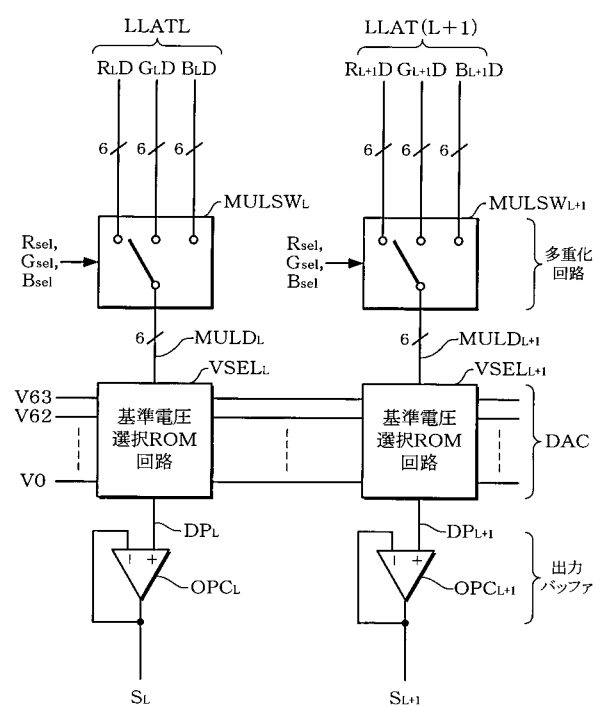 LLATL
LLAT(L+1)
RLD GLD BLD
RL+1D GL+1D BL+1D
6 6 6
6 6 6
MULSWL
MULSWL+1
Rsel,
Gsel,
Bsel
Rsel,
Gsel,
Bsel
多重化
回路
6
MULDL
6
MULDL+1
VSELL
VSELL+1
V63
V62
V0
基準電圧
選択ROM
回路
基準電圧
選択ROM
回路
DAC
DPL
DPL+1
− +
− +
OPCL
OPCL+1
出力
バッファ
SL
SL+1